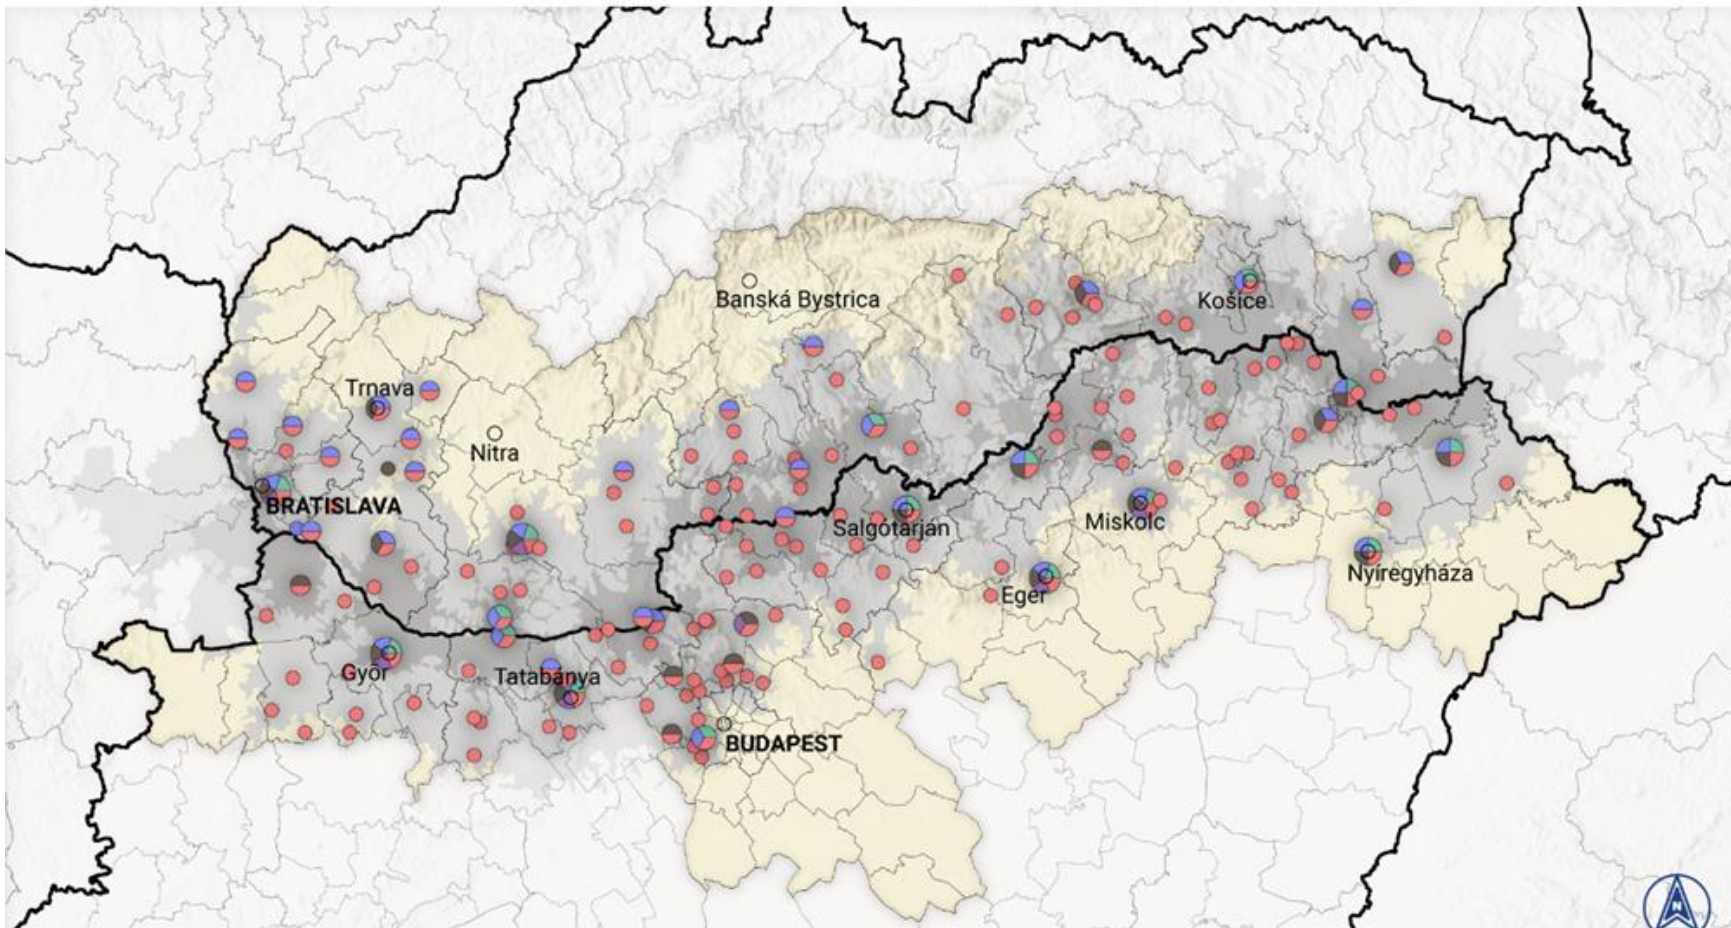 Banská Bystrica
Košice
Trnava
Nitra
BRATISLAVA
Salgótarján
Miskolc
Nyíregyháza
Eger
Győr
Tatabánya
BUDAPEST
N